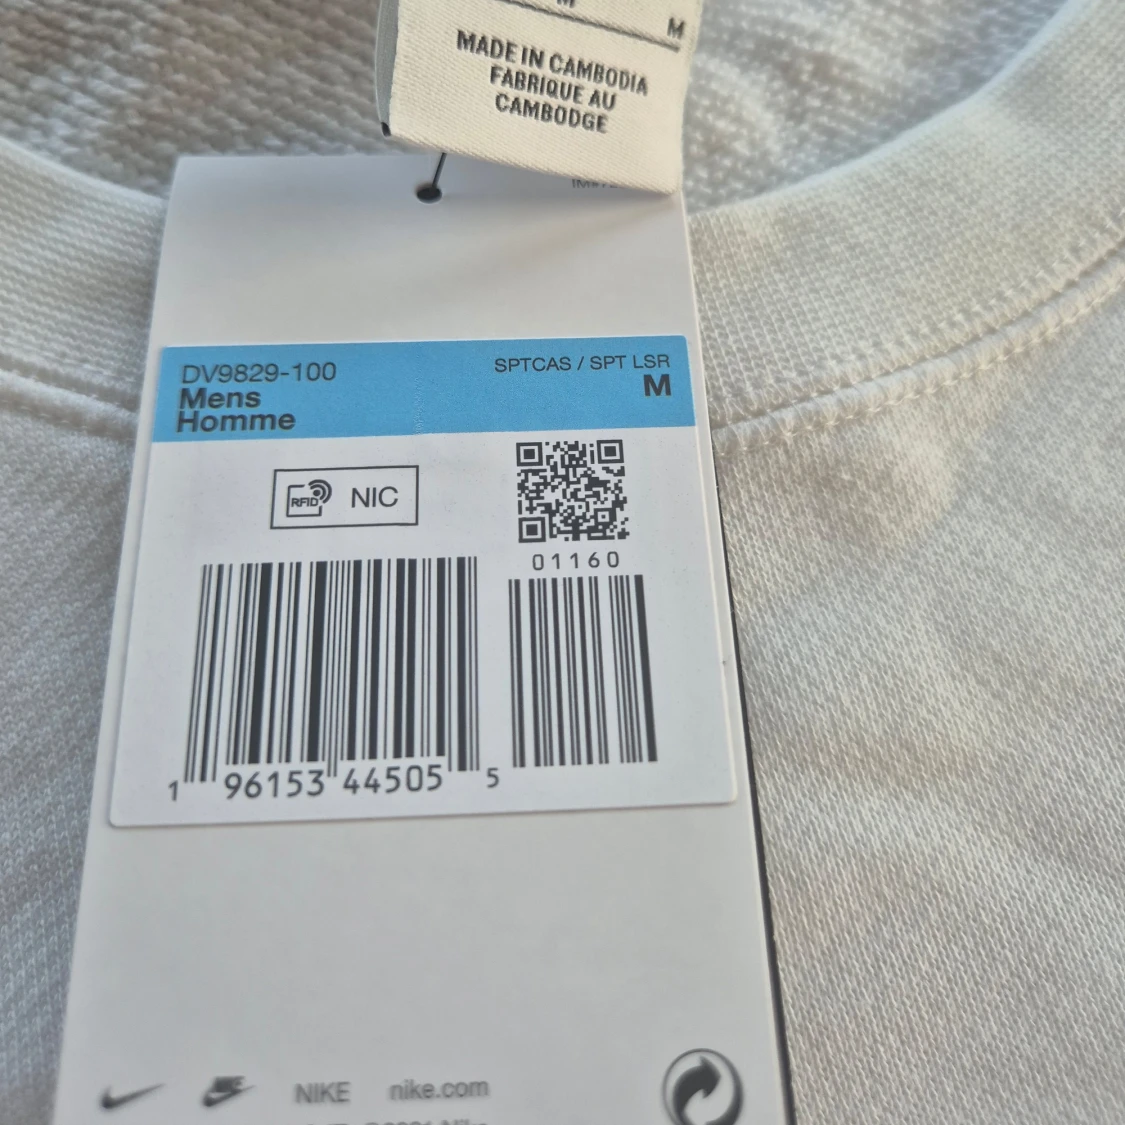 M
M
MADE IN CAMBODIA
FABRIQUE AU
CAMBODGE
DV9829-100
SPTCAS / SPT LSR
Mens
M
Homme
RFID
NIC
01160
1 96153 44505 5
NIKE nike.com